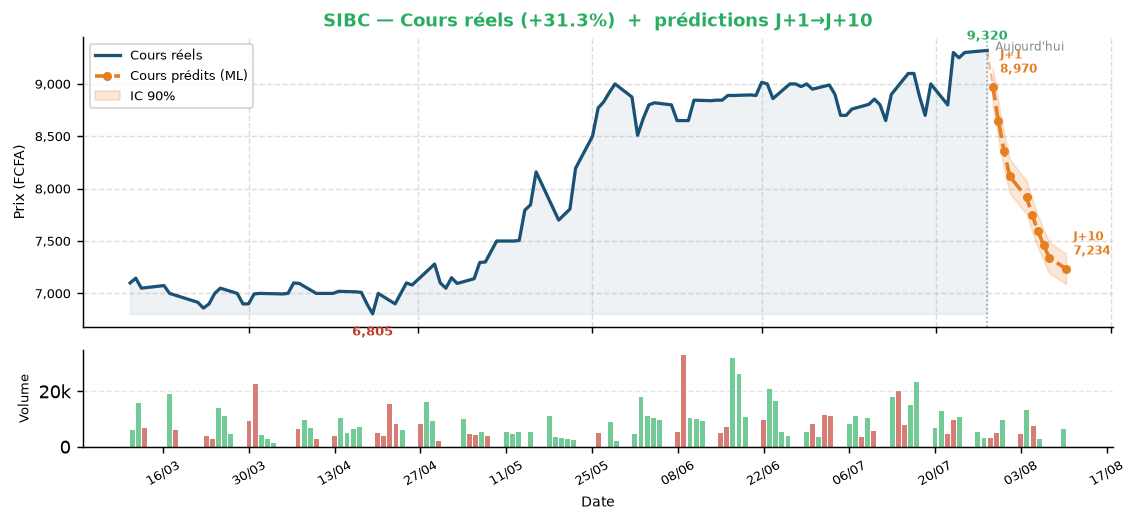 SIBC — Cours réels (+31.3%) + prédictions J+1→J+10
Cours réels
Cours prédits (ML)
IC 90%
9,320
Aujourd'hui
J+1
8,970
J+10
7,234
6,805
Prix (FCFA)
9,000
8,500
8,000
7,500
7,000
Volume
20k
0
16/03
30/03
13/04
27/04
11/05
25/05
08/06
22/06
06/07
20/07
03/08
17/08
Date